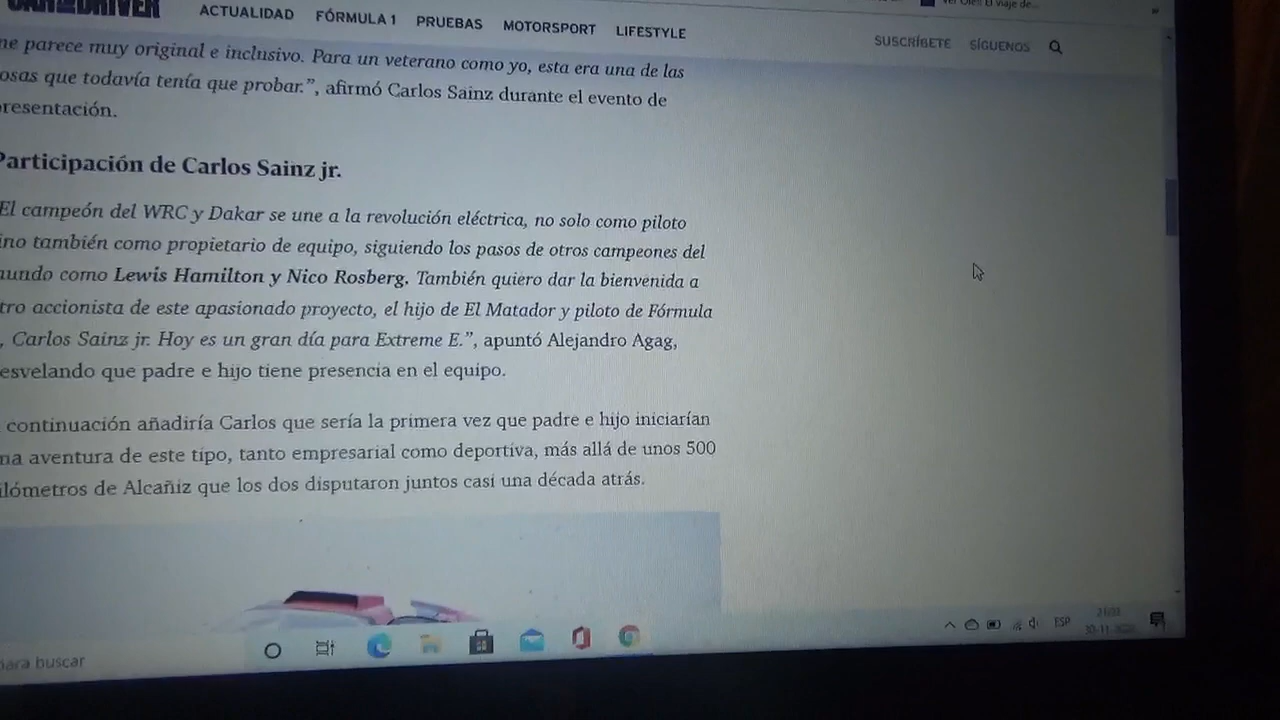 CAR AND DRIVER
ACTUALIDAD FÓRMULA 1 PRUEBAS MOTORSPORT LIFESTYLE
SUSCRÍBETE SÍGUENOS
me parece muy original e inclusivo. Para un veterano como yo, esta era una de las
osas que todavía tenía que probar.”, afirmó Carlos Sainz durante el evento de
presentación.
Participación de Carlos Sainz jr.
El campeón del WRC y Dakar se une a la revolución eléctrica, no solo como piloto
ino también como propietario de equipo, siguiendo los pasos de otros campeones del
mundo como Lewis Hamilton y Nico Rosberg. También quiero dar la bienvenida a
tro accionista de este apasionado proyecto, el hijo de El Matador y piloto de Fórmula
, Carlos Sainz jr. Hoy es un gran día para Extreme E.”, apuntó Alejandro Agag,
esvelando que padre e hijo tiene presencia en el equipo.
continuación añadiría Carlos que sería la primera vez que padre e hijo iniciarían
na aventura de este tipo, tanto empresarial como deportiva, más allá de unos 500
ilómetros de Alcañiz que los dos disputaron juntos casi una década atrás.
para buscar
ESP